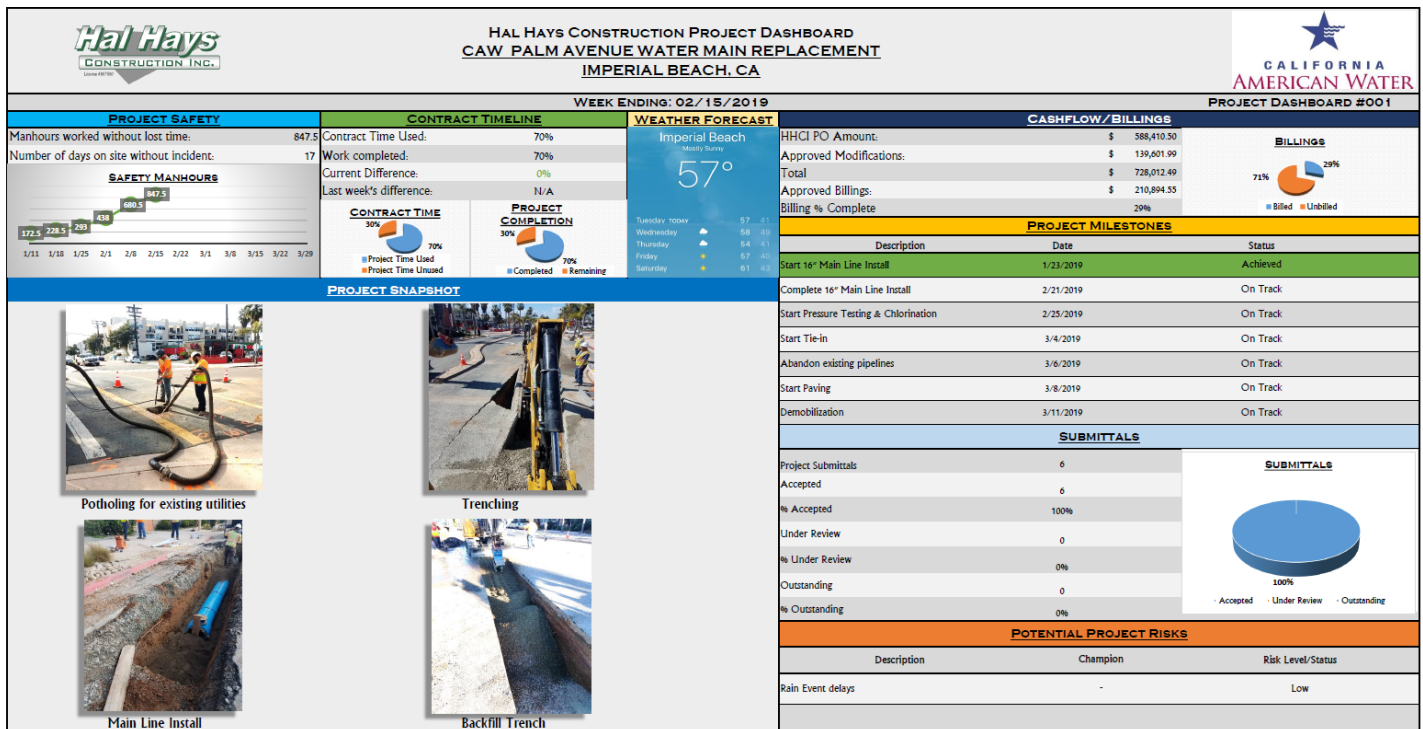 Hal Hays
CONSTRUCTION INC.
HAL HAYS CONSTRUCTION PROJECT DASHBOARD
CAW PALM AVENUE WATER MAIN REPLACEMENT
IMPERIAL BEACH, CA
CALIFORNIA
AMERICAN WATER
WEEK ENDING: 02/15/2019
PROJECT DASHBOARD #001
PROJECT SAFETY
Manhours worked without lost time: 847.5
Number of days on site without incident: 17
SAFETY MANHOURS
172.5 228.5 293 438 680.5 847.5
1/11 1/18 1/25 2/1 2/8 2/15 2/22 3/1 3/8 3/15 3/22 3/29
CONTRACT TIMELINE
Contract Time Used: 70%
Work completed: 70%
Current Difference: 0%
Last week's difference: N/A
CONTRACT TIME
30%
70%
Project Time Used
Project Time Unused
PROJECT
COMPLETION
30%
70%
Completed Remaining
WEATHER FORECAST
Imperial Beach
Mostly Sunny
57°
Tuesday TODAY 57 41
Wednesday 58 49
Thursday 54 41
Friday 57 40
Saturday 61 43
CASHFLOW/BILLINGS
HHCI PO Amount: $ 588,410.50
Approved Modifications: $ 139,601.99
Total $ 728,012.49
Approved Billings: $ 210,894.55
Billing % Complete 29%
BILLINGS
29%
71%
Billed Unbilled
PROJECT MILESTONES
Description Date Status
Start 16" Main Line Install 1/23/2019 Achieved
Complete 16" Main Line Install 2/21/2019 On Track
Start Pressure Testing & Chlorination 2/25/2019 On Track
Start Tie-in 3/4/2019 On Track
Abandon existing pipelines 3/6/2019 On Track
Start Paving 3/8/2019 On Track
Demobilization 3/11/2019 On Track
PROJECT SNAPSHOT
Potholing for existing utilities
Trenching
Main Line Install
Backfill Trench
SUBMITTALS
Project Submittals 6
Accepted 6
% Accepted 100%
Under Review 0
% Under Review 0%
Outstanding 0
% Outstanding 0%
SUBMITTALS
100%
Accepted Under Review Outstanding
POTENTIAL PROJECT RISKS
Description Champion Risk Level/Status
Rain Event delays - Low